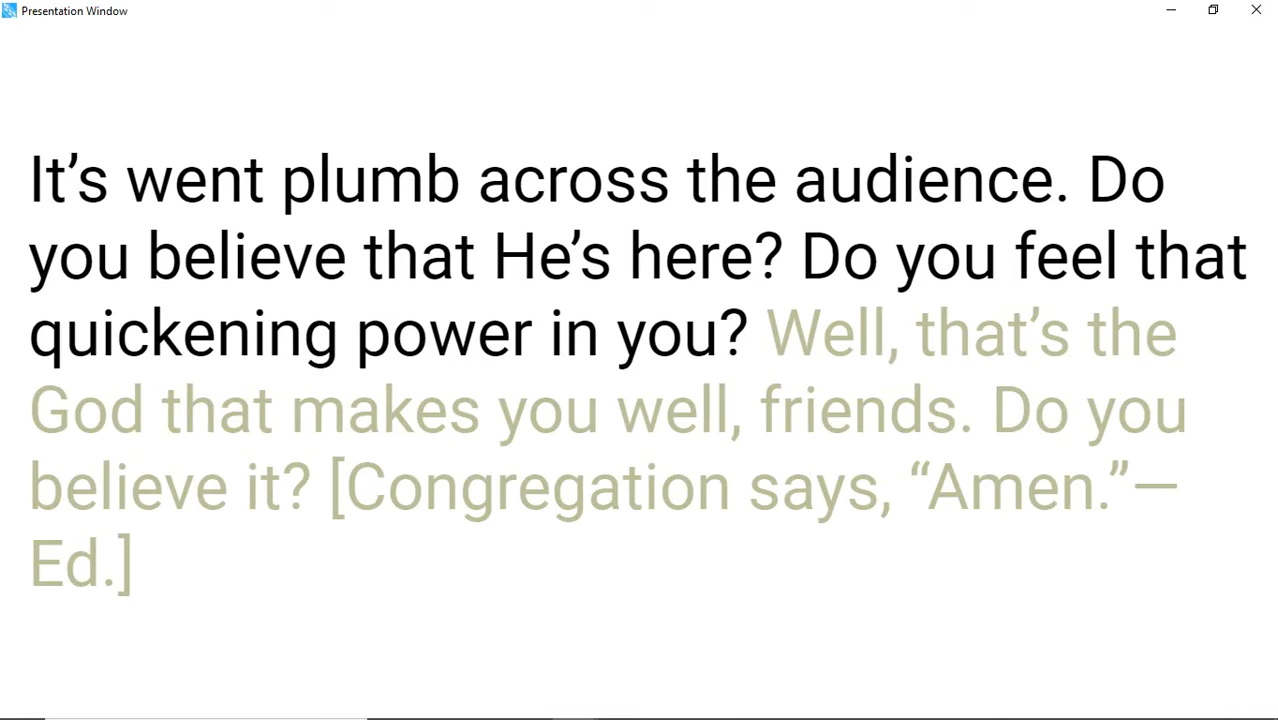 Presentation Window
It’s went plumb across the audience. Do
you believe that He’s here? Do you feel that
quickening power in you? Well, that’s the
God that makes you well, friends. Do you
believe it? [Congregation says, “Amen.”—
Ed.]